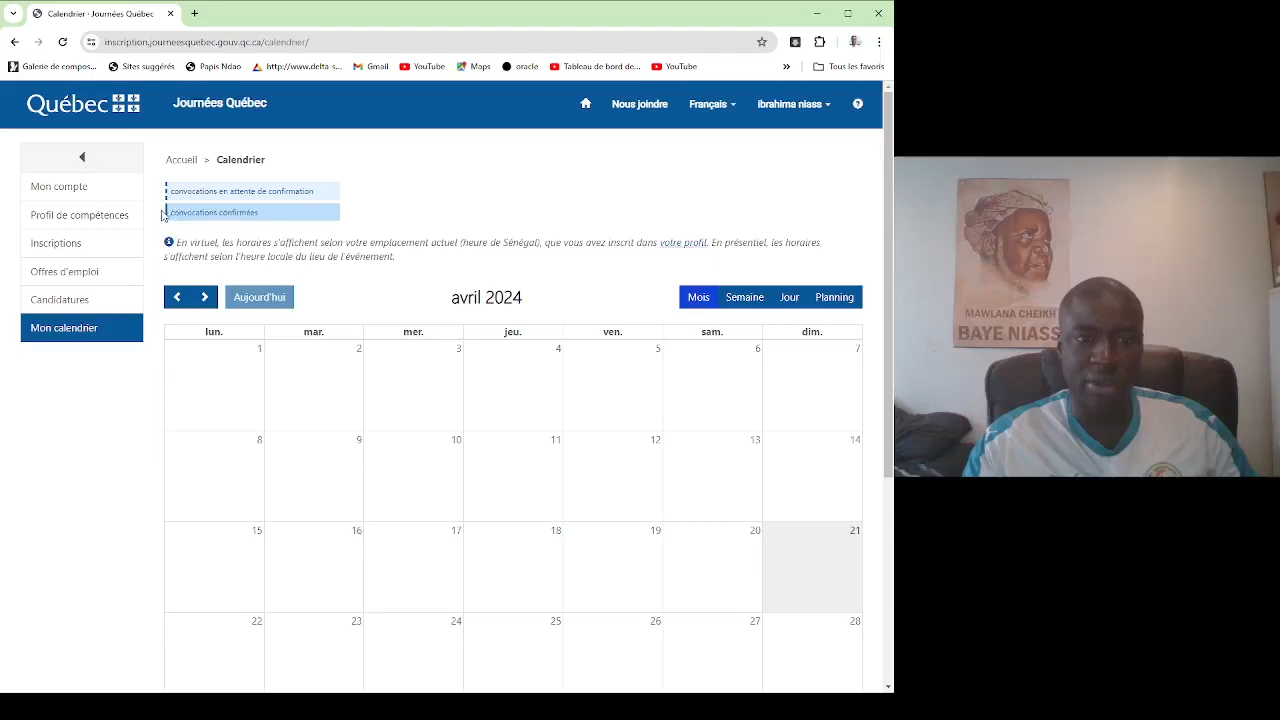 Calendrier · Journées Québec
inscription.journeesquebec.gouv.qc.ca/calendrier/
Galerie de compos... Sites suggérés Papis Ndao http://www.delta-s... Gmail YouTube Maps oracle Tableau de bord de... YouTube » Tous les favoris
Québec Journées Québec Nous joindre Français ibrahima niass
Accueil > Calendrier
Mon compte
Profil de compétences
Inscriptions
Offres d'emploi
Candidatures
Mon calendrier
convocations en attente de confirmation
convocations confirmées
En virtuel, les horaires s'affichent selon votre emplacement actuel (heure de Sénégal), que vous avez inscrit dans votre profil. En présentiel, les horaires
s'affichent selon l'heure locale du lieu de l'événement.
Aujourd'hui avril 2024 Mois Semaine Jour Planning
lun. mar. mer. jeu. ven. sam. dim.
1 2 3 4 5 6 7
8 9 10 11 12 13 14
15 16 17 18 19 20 21
22 23 24 25 26 27 28
MAWLANA CHEIKH
BAYE NIASS